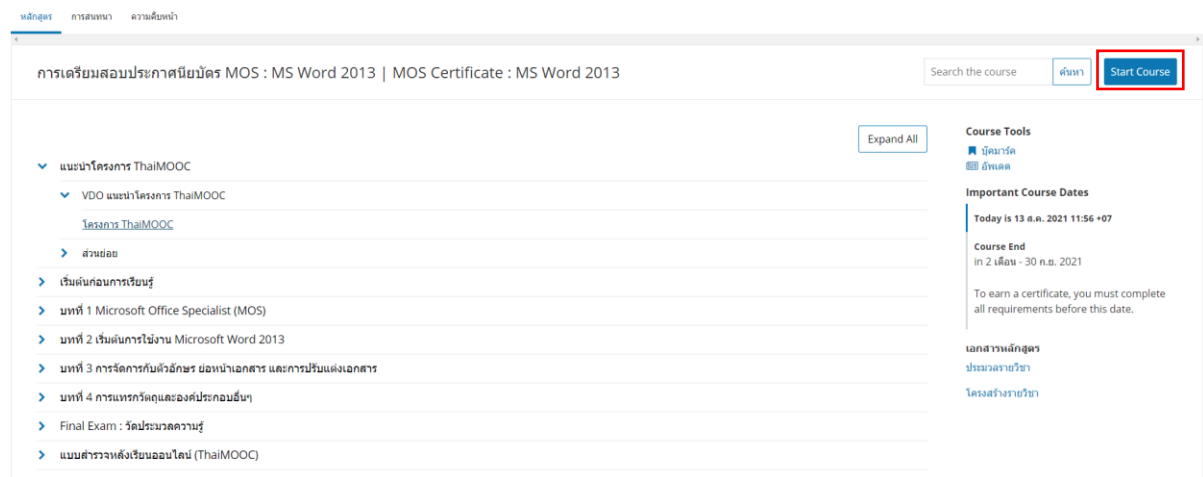 หลักสูตร การสนทนา ความคืบหน้า
การเตรียมสอบประกาศนียบัตร MOS : MS Word 2013 | MOS Certificate : MS Word 2013
Search the course ค้นหา Start Course
Expand All
แนะนำโครงการ ThaiMOOC
VDO แนะนำโครงการ ThaiMOOC
โครงการ ThaiMOOC
ส่วนย่อย
เริ่มต้นก่อนการเรียนรู้
บทที่ 1 Microsoft Office Specialist (MOS)
บทที่ 2 เริ่มต้นการใช้งาน Microsoft Word 2013
บทที่ 3 การจัดการกับตัวอักษร ย่อหน้าเอกสาร และการปรับแต่งเอกสาร
บทที่ 4 การแทรกวัตถุและองค์ประกอบอื่นๆ
Final Exam : วัดประมวลความรู้
แบบสำรวจหลังเรียนออนไลน์ (ThaiMOOC)
Course Tools
บุ๊คมาร์ค
อัพเดต
Important Course Dates
Today is 13 ส.ค. 2021 11:56 +07
Course End
in 2 เดือน - 30 ก.ย. 2021
To earn a certificate, you must complete
all requirements before this date.
เอกสารหลักสูตร
ประมวลรายวิชา
โครงสร้างรายวิชา